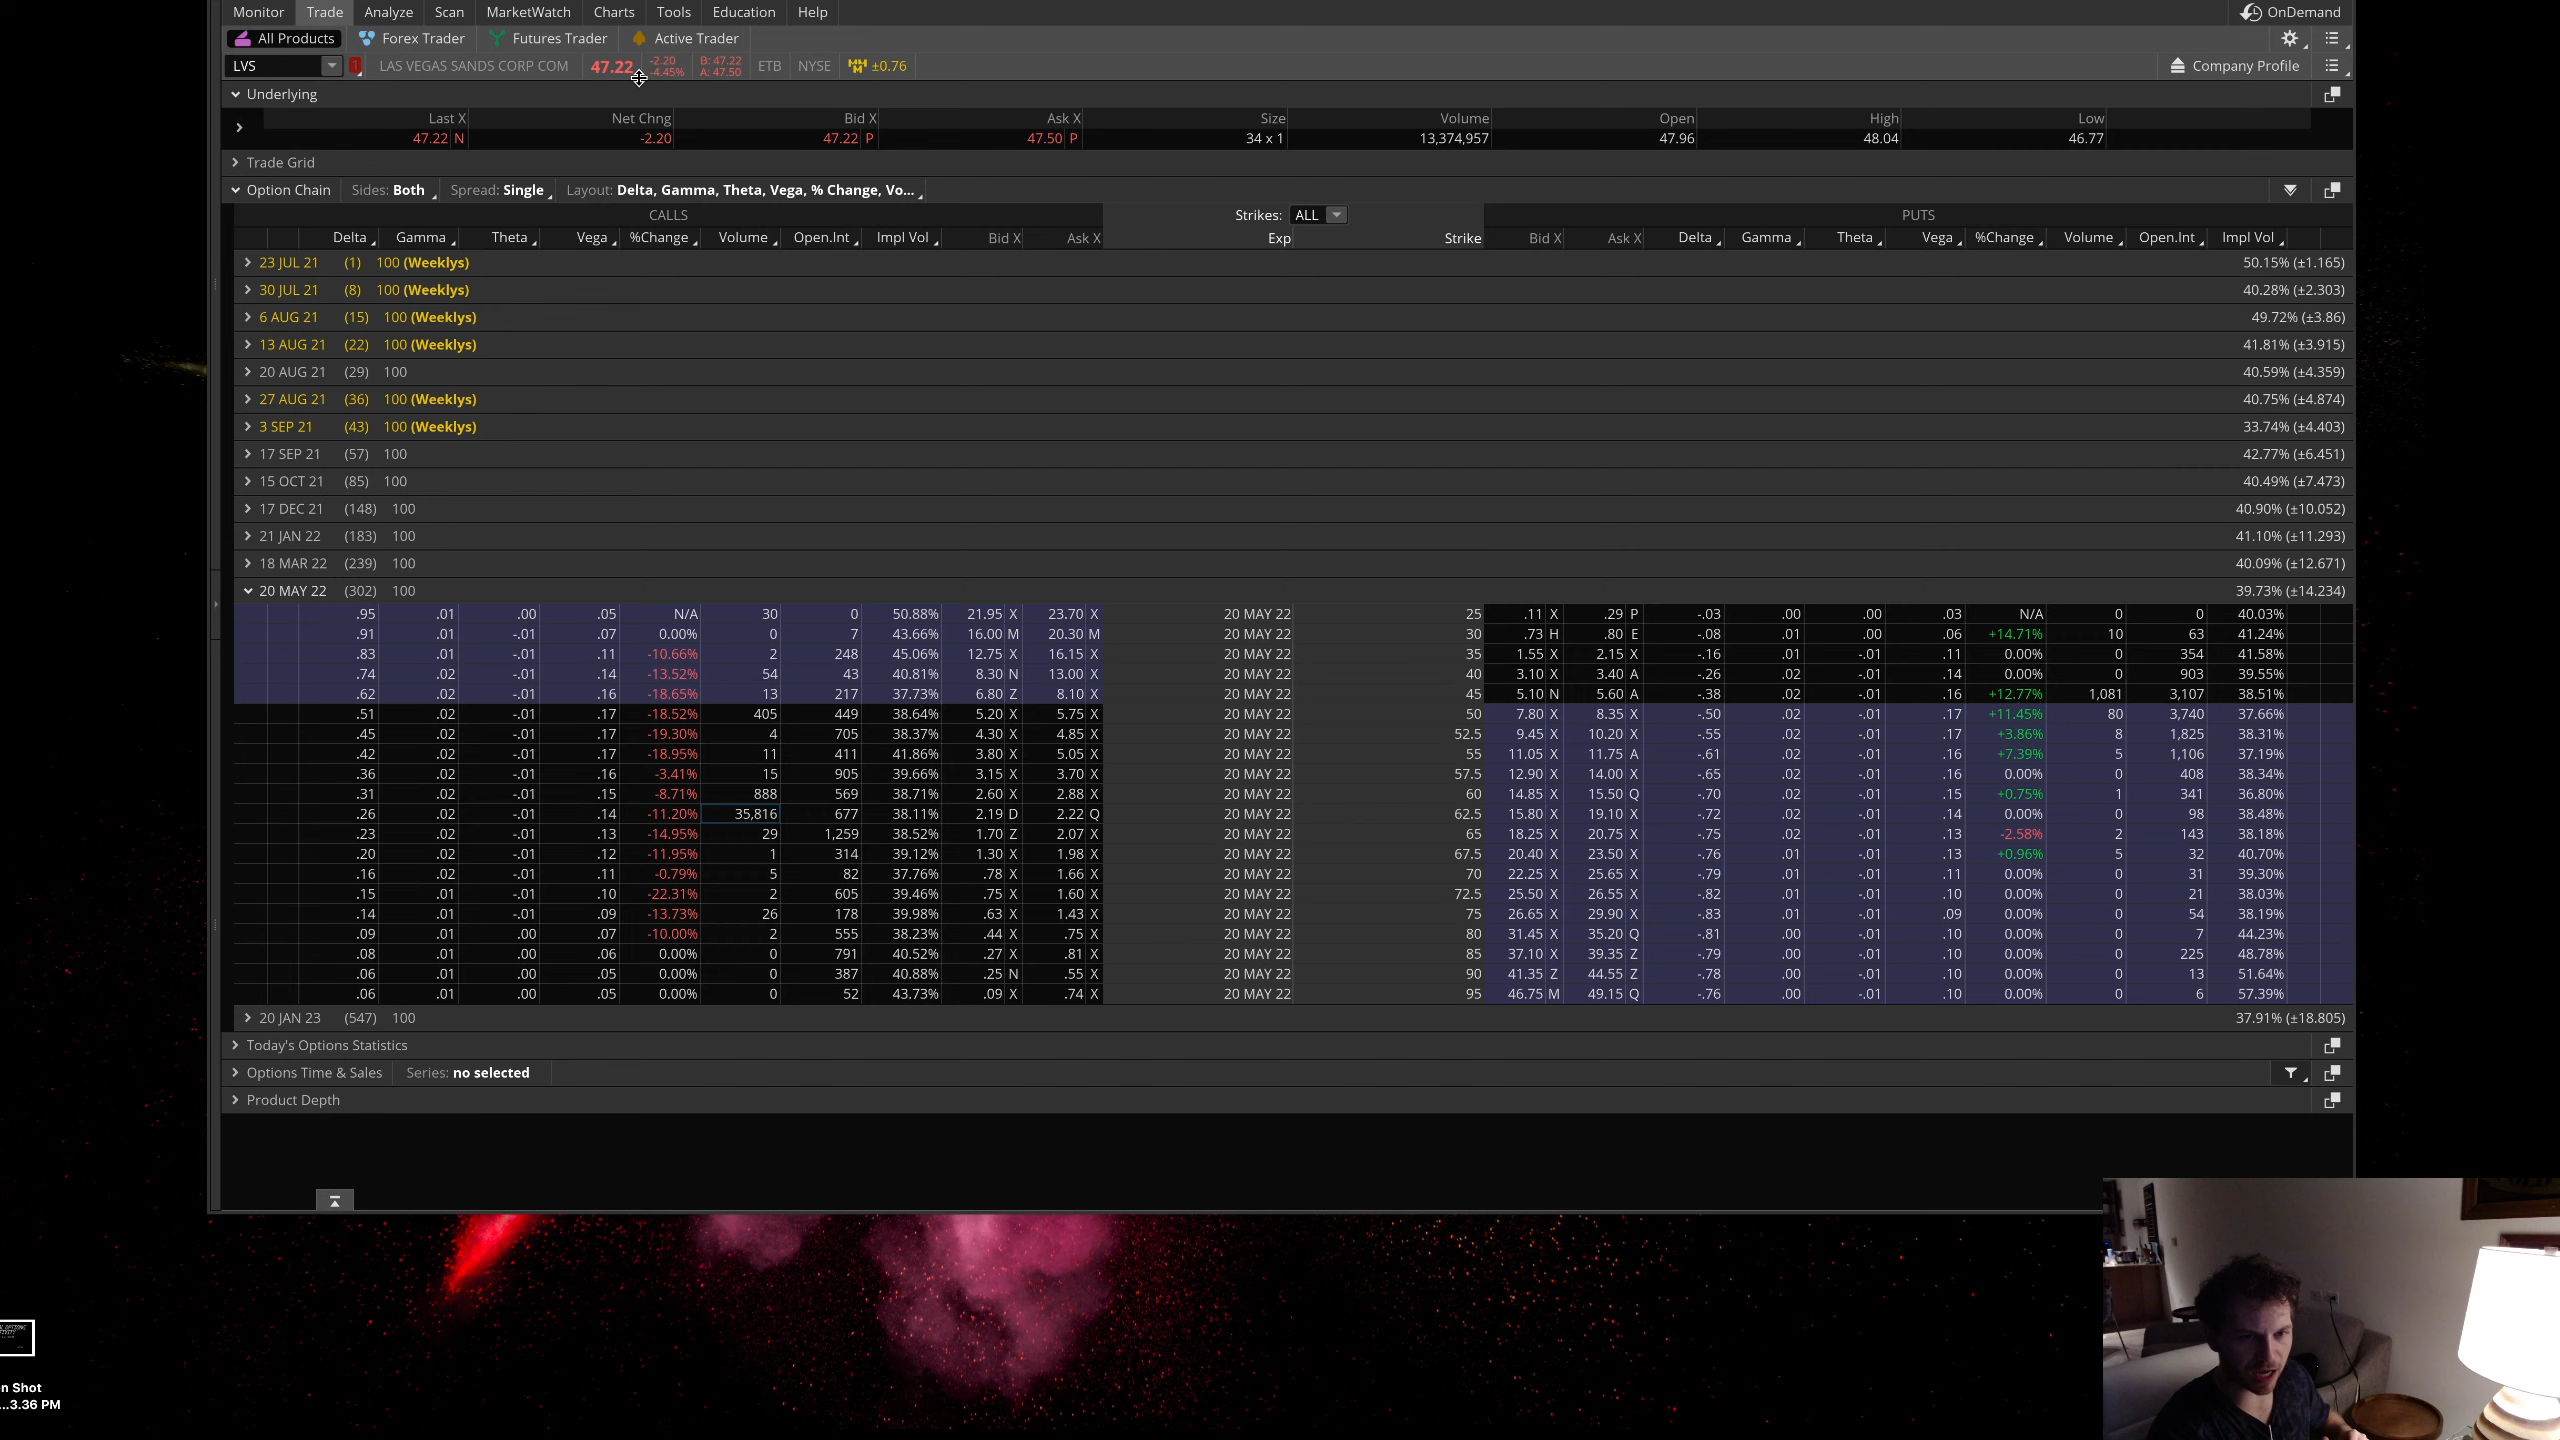 Monitor Trade Analyze Scan MarketWatch Charts Tools Education Help OnDemand
All Products Forex Trader Futures Trader Active Trader
LVS 1 LAS VEGAS SANDS CORP COM 47.22 -2.20 -4.45% B: 47.22 A: 47.50 ETB NYSE ±0.76 Company Profile
Underlying
Last X Net Chng Bid X Ask X Size Volume Open High Low
47.22 N -2.20 47.22 P 47.50 P 34 x 1 13,374,957 47.96 48.04 46.77
Trade Grid
Option Chain Sides: Both Spread: Single Layout: Delta, Gamma, Theta, Vega, % Change, Vo...
CALLS Strikes: ALL PUTS
Delta Gamma Theta Vega %Change Volume Open.Int Impl Vol Bid X Ask X Exp Strike Bid X Ask X Delta Gamma Theta Vega %Change Volume Open.Int Impl Vol
23 JUL 21 (1) 100 (Weeklys) 50.15% (±1.165)
30 JUL 21 (8) 100 (Weeklys) 40.28% (±2.303)
6 AUG 21 (15) 100 (Weeklys) 49.72% (±3.86)
13 AUG 21 (22) 100 (Weeklys) 41.81% (±3.915)
20 AUG 21 (29) 100 40.59% (±4.359)
27 AUG 21 (36) 100 (Weeklys) 40.75% (±4.874)
3 SEP 21 (43) 100 (Weeklys) 33.74% (±4.403)
17 SEP 21 (57) 100 42.77% (±6.451)
15 OCT 21 (85) 100 40.49% (±7.473)
17 DEC 21 (148) 100 40.90% (±10.052)
21 JAN 22 (183) 100 41.10% (±11.293)
18 MAR 22 (239) 100 40.09% (±12.671)
20 MAY 22 (302) 100 39.73% (±14.234)
.95 .01 .00 .05 N/A 30 0 50.88% 21.95 X 23.70 X 20 MAY 22 25 .11 X .29 P -.03 .00 .00 .03 N/A 0 0 40.03%
.91 .01 -.01 .07 0.00% 0 7 43.66% 16.00 M 20.30 M 20 MAY 22 30 .73 H .80 E -.08 .01 .00 .06 +14.71% 10 63 41.24%
.83 .01 -.01 .11 -10.66% 2 248 45.06% 12.75 X 16.15 X 20 MAY 22 35 1.55 X 2.15 X -.16 .01 -.01 .11 0.00% 0 354 41.58%
.74 .02 -.01 .14 -13.52% 54 43 40.81% 8.30 N 13.00 X 20 MAY 22 40 3.10 X 3.40 A -.26 .02 -.01 .14 0.00% 0 903 39.55%
.62 .02 -.01 .16 -18.65% 13 217 37.73% 6.80 Z 8.10 X 20 MAY 22 45 5.10 N 5.60 A -.38 .02 -.01 .16 +12.77% 1,081 3,107 38.51%
.51 .02 -.01 .17 -18.52% 405 449 38.64% 5.20 X 5.75 X 20 MAY 22 50 7.80 X 8.35 X -.50 .02 -.01 .17 +11.45% 80 3,740 37.66%
.45 .02 -.01 .17 -19.30% 4 705 38.37% 4.30 X 4.85 X 20 MAY 22 52.5 9.45 X 10.20 X -.55 .02 -.01 .17 +3.86% 8 1,825 38.31%
.42 .02 -.01 .17 -18.95% 11 411 41.86% 3.80 X 5.05 X 20 MAY 22 55 11.05 X 11.75 A -.61 .02 -.01 .16 +7.39% 5 1,106 37.19%
.36 .02 -.01 .16 -3.41% 15 905 39.66% 3.15 X 3.70 X 20 MAY 22 57.5 12.90 X 14.00 X -.65 .02 -.01 .16 0.00% 0 408 38.34%
.31 .02 -.01 .15 -8.71% 888 569 38.71% 2.60 X 2.88 X 20 MAY 22 60 14.85 X 15.50 Q -.70 .02 -.01 .15 +0.75% 1 341 36.80%
.26 .02 -.01 .14 -11.20% 35,816 677 38.11% 2.19 D 2.22 Q 20 MAY 22 62.5 15.80 X 19.10 X -.72 .02 -.01 .14 0.00% 0 98 38.48%
.23 .02 -.01 .13 -14.95% 29 1,259 38.52% 1.70 Z 2.07 X 20 MAY 22 65 18.25 X 20.75 X -.75 .02 -.01 .13 -2.58% 2 143 38.18%
.20 .02 -.01 .12 -11.95% 1 314 39.12% 1.30 X 1.98 X 20 MAY 22 67.5 20.40 X 23.50 X -.76 .01 -.01 .13 +0.96% 5 32 40.70%
.16 .02 -.01 .11 -0.79% 5 82 37.76% .78 X 1.66 X 20 MAY 22 70 22.25 X 25.65 X -.79 .01 -.01 .11 0.00% 0 31 39.30%
.15 .01 -.01 .10 -22.31% 2 605 39.46% .75 X 1.60 X 20 MAY 22 72.5 25.50 X 26.55 X -.82 .01 -.01 .10 0.00% 0 21 38.03%
.14 .01 -.01 .09 -13.73% 26 178 39.98% .63 X 1.43 X 20 MAY 22 75 26.65 X 29.90 X -.83 .01 -.01 .09 0.00% 0 54 38.19%
.09 .01 .00 .07 -10.00% 2 555 38.23% .44 X .75 X 20 MAY 22 80 31.45 X 35.20 Q -.81 .00 -.01 .10 0.00% 0 7 44.23%
.08 .01 .00 .06 0.00% 0 791 40.52% .27 X .81 X 20 MAY 22 85 37.10 X 39.35 Z -.79 .00 -.01 .10 0.00% 0 225 48.78%
.06 .01 .00 .05 0.00% 0 387 40.88% .25 N .55 X 20 MAY 22 90 41.35 Z 44.55 Z -.78 .00 -.01 .10 0.00% 0 13 51.64%
.06 .01 .00 .05 0.00% 0 52 43.73% .09 X .74 X 20 MAY 22 95 46.75 M 49.15 Q -.76 .00 -.01 .10 0.00% 0 6 57.39%
20 JAN 23 (547) 100 37.91% (±18.805)
Today's Options Statistics
Options Time & Sales Series: no selected
Product Depth
n Shot
...3.36 PM